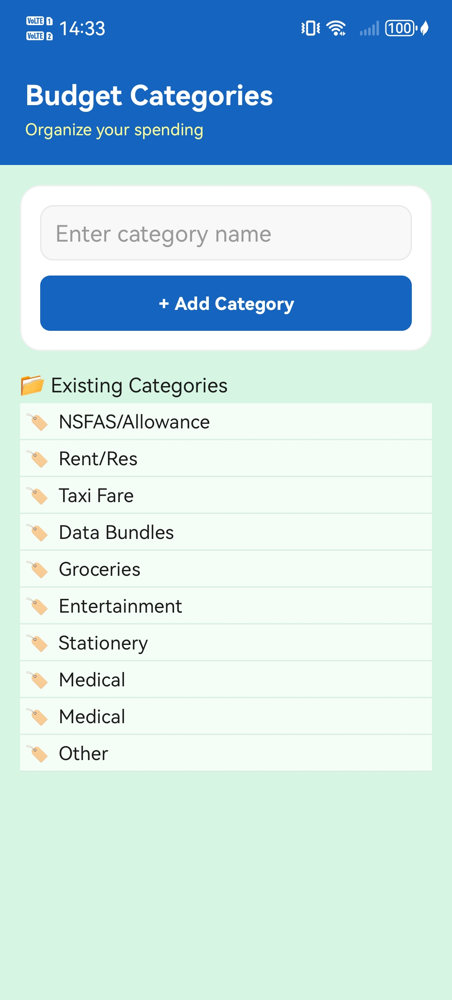 VoLTE 1
VoLTE 2
14:33
100
Budget Categories
Organize your spending
Enter category name
+ Add Category
Existing Categories
NSFAS/Allowance
Rent/Res
Taxi Fare
Data Bundles
Groceries
Entertainment
Stationery
Medical
Medical
Other